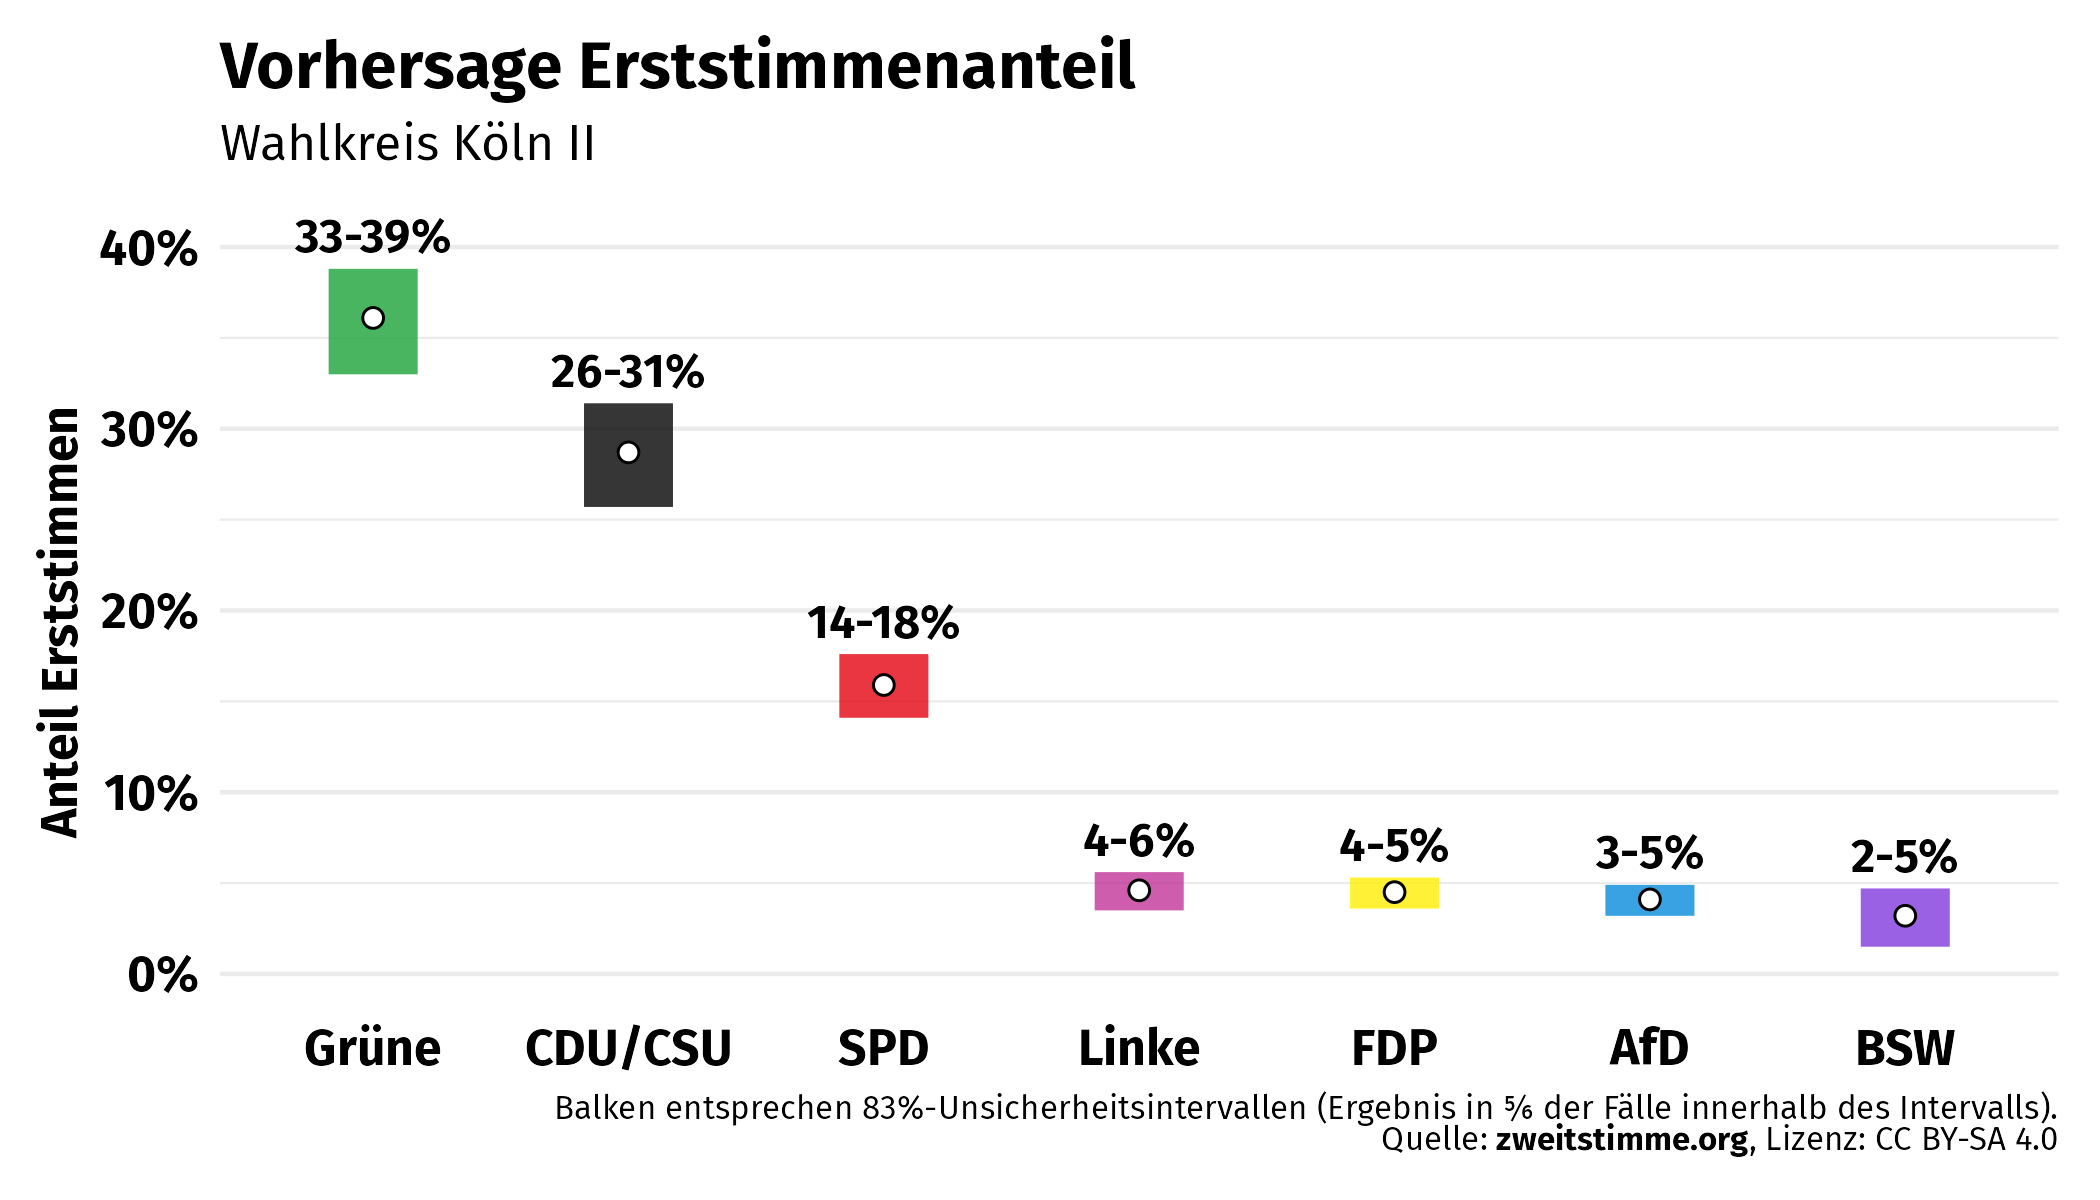 Vorhersage Erststimmenanteil
Wahlkreis Köln II
Anteil Erststimmen
40%
30%
20%
10%
0%
33-39%
26-31%
14-18%
4-6%
4-5%
3-5%
2-5%
Grüne
CDU/CSU
SPD
Linke
FDP
AfD
BSW
Balken entsprechen 83%-Unsicherheitsintervallen (Ergebnis in ⅚ der Fälle innerhalb des Intervalls).
Quelle: zweitstimme.org, Lizenz: CC BY-SA 4.0